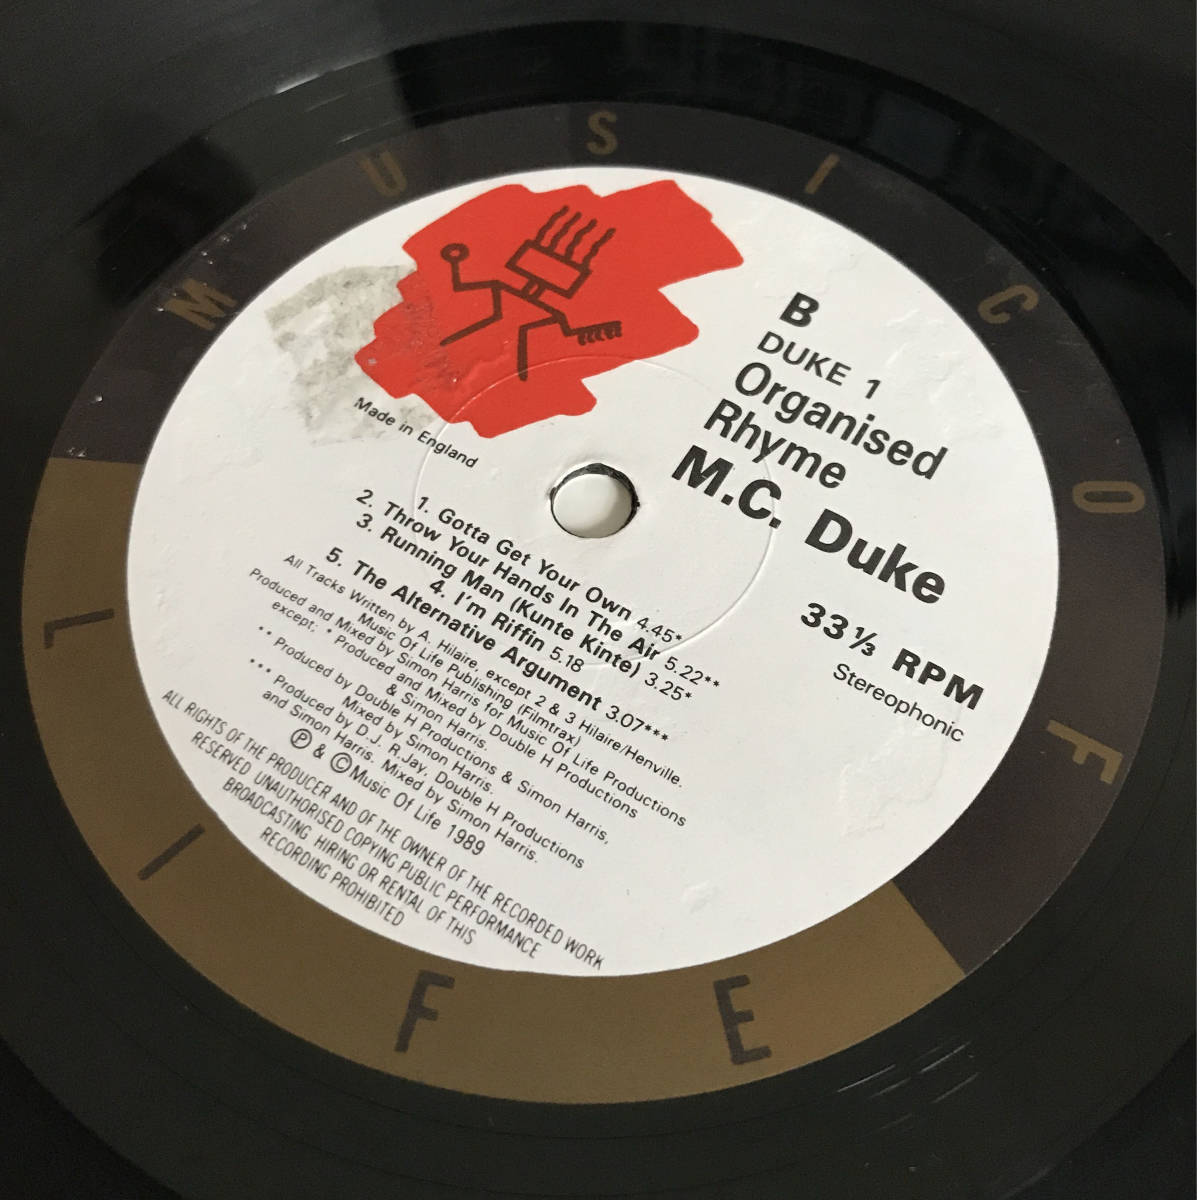 MUSIC OF LIFE
B
DUKE 1
Organised
Rhyme
M.C. Duke
33⅓ RPM
Stereophonic
Made in England
1. Gotta Get Your Own 4.45*
2. Throw Your Hands In The Air 5.22**
3. Running Man (Kunte Kinte) 3.25*
4. I'm Riffin 5.18
5. The Alternative Argument 3.07***
All Tracks Written by A. Hilaire, except 2 & 3 Hilaire/Henville.
Music Of Life Publishing (Filmtrax)
Produced and Mixed by Simon Harris for Music Of Life Productions
except: * Produced and Mixed by Double H Productions
& Simon Harris.
** Produced by Double H Productions & Simon Harris,
Mixed by Simon Harris.
*** Produced by D.J. R.Jay, Double H Productions
and Simon Harris. Mixed by Simon Harris.
Ⓟ & ©Music Of Life 1989
ALL RIGHTS OF THE PRODUCER AND OF THE OWNER OF THE RECORDED WORK
RESERVED UNAUTHORISED COPYING PUBLIC PERFORMANCE
BROADCASTING HIRING OR RENTAL OF THIS
RECORDING PROHIBITED